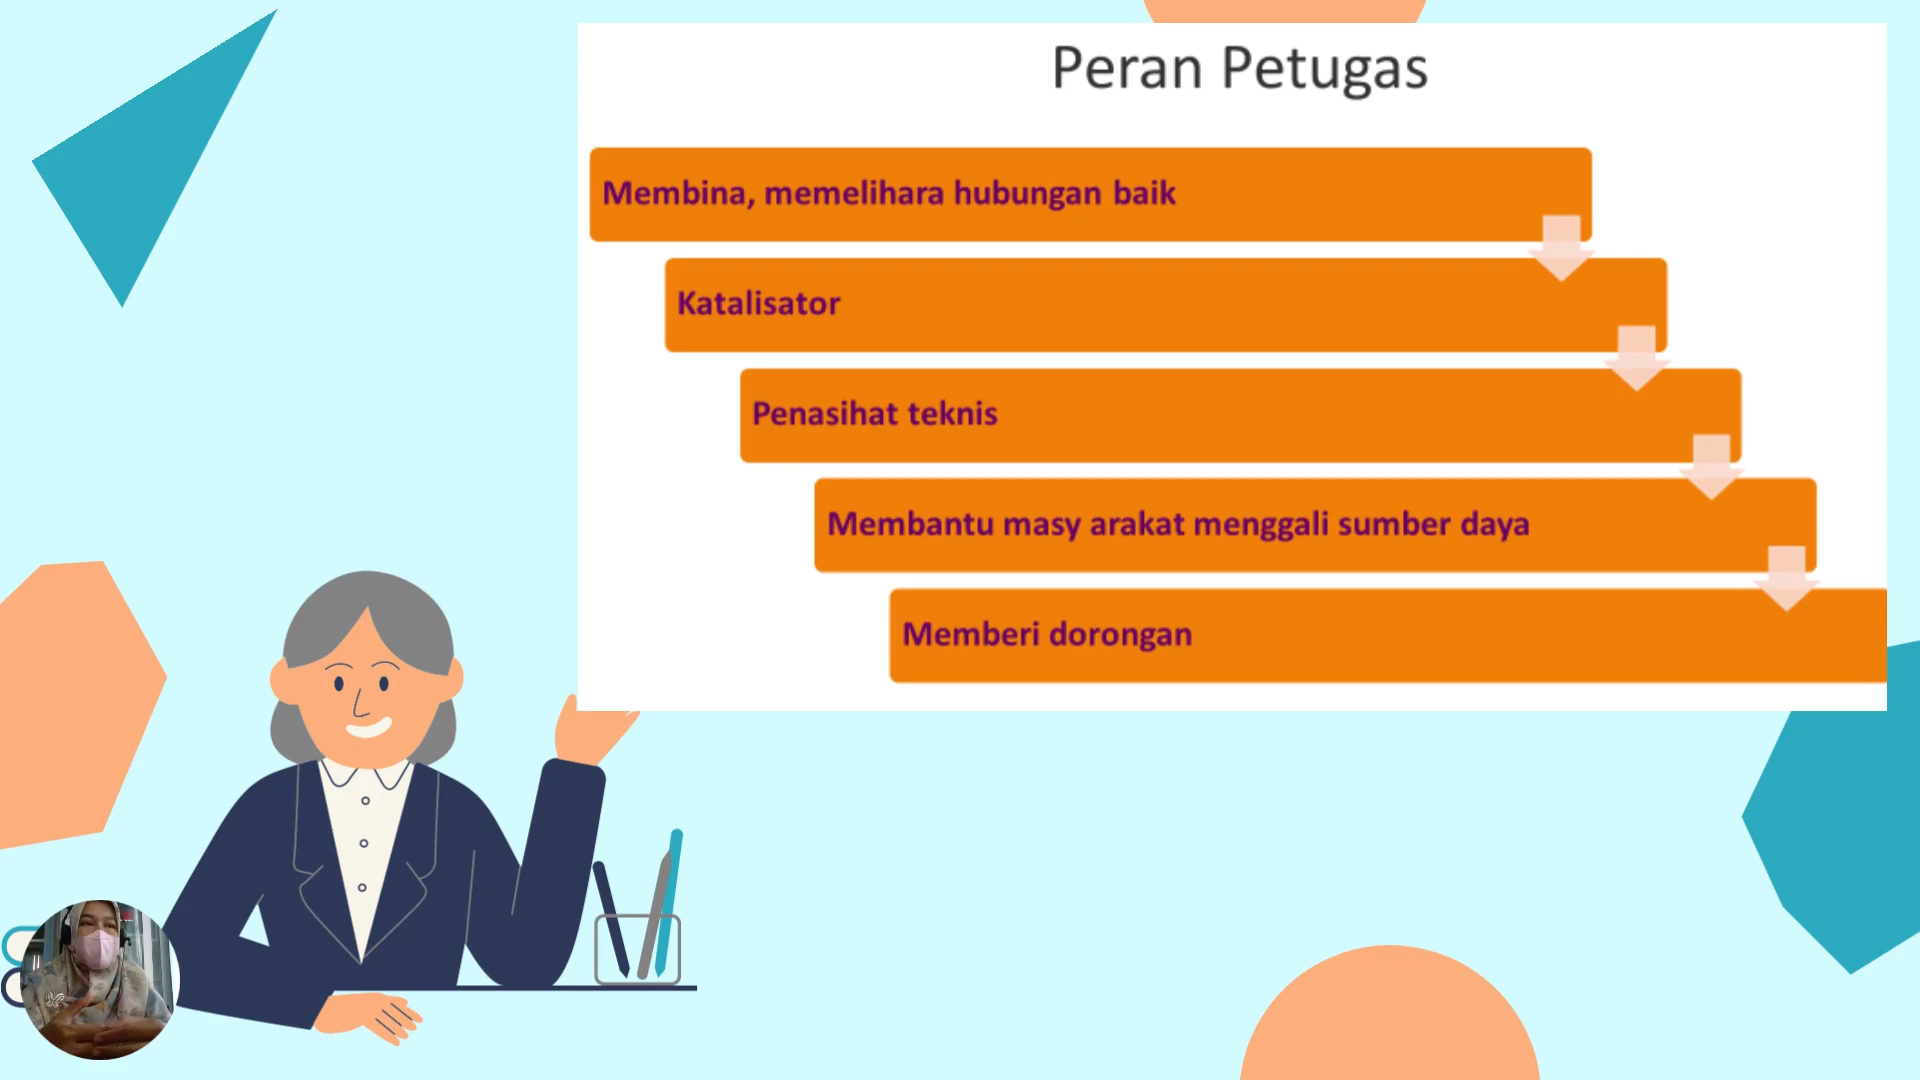 Peran Petugas
Membina, memelihara hubungan baik
Katalisator
Penasihat teknis
Membantu masy arakat menggali sumber daya
Memberi dorongan